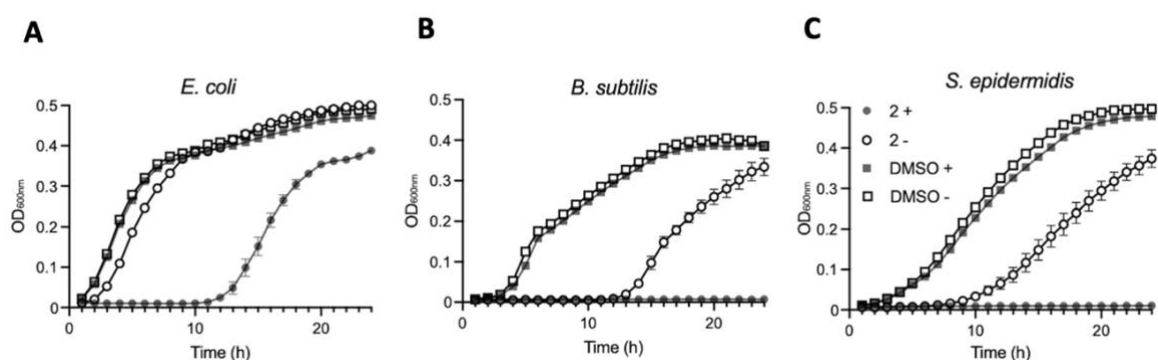 A
B
C
E. coli
B. subtilis
S. epidermidis
OD600nm
0.5
0.4
0.3
0.2
0.1
0
0
10
20
Time (h)
OD600nm
0.5
0.4
0.3
0.2
0.1
0
0
10
20
Time (h)
OD600nm
0.5
0.4
0.3
0.2
0.1
0
0
10
20
Time (h)
2 +
2 -
DMSO +
DMSO -